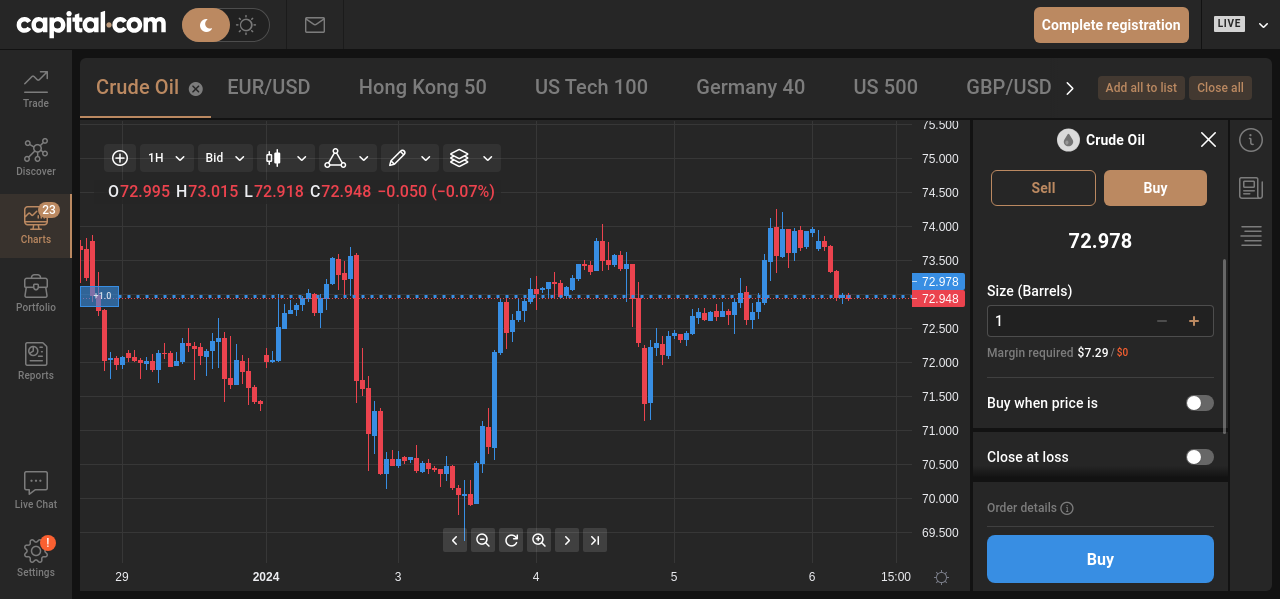 capital.com
Complete registration
LIVE
Trade
Discover
23
Charts
Portfolio
Reports
Live Chat
!
Settings
Crude Oil
EUR/USD
Hong Kong 50
US Tech 100
Germany 40
US 500
GBP/USD
Add all to list
Close all
1H
Bid
O72.995 H73.015 L72.918 C72.948 −0.050 (−0.07%)
1.0
75.500
75.000
74.500
74.000
73.500
72.978
72.948
72.500
72.000
71.500
71.000
70.500
70.000
69.500
29
2024
3
4
5
6
15:00
Crude Oil
Sell
Buy
72.978
Size (Barrels)
1
Margin required $7.29 / $0
Buy when price is
Close at loss
Order details
Buy